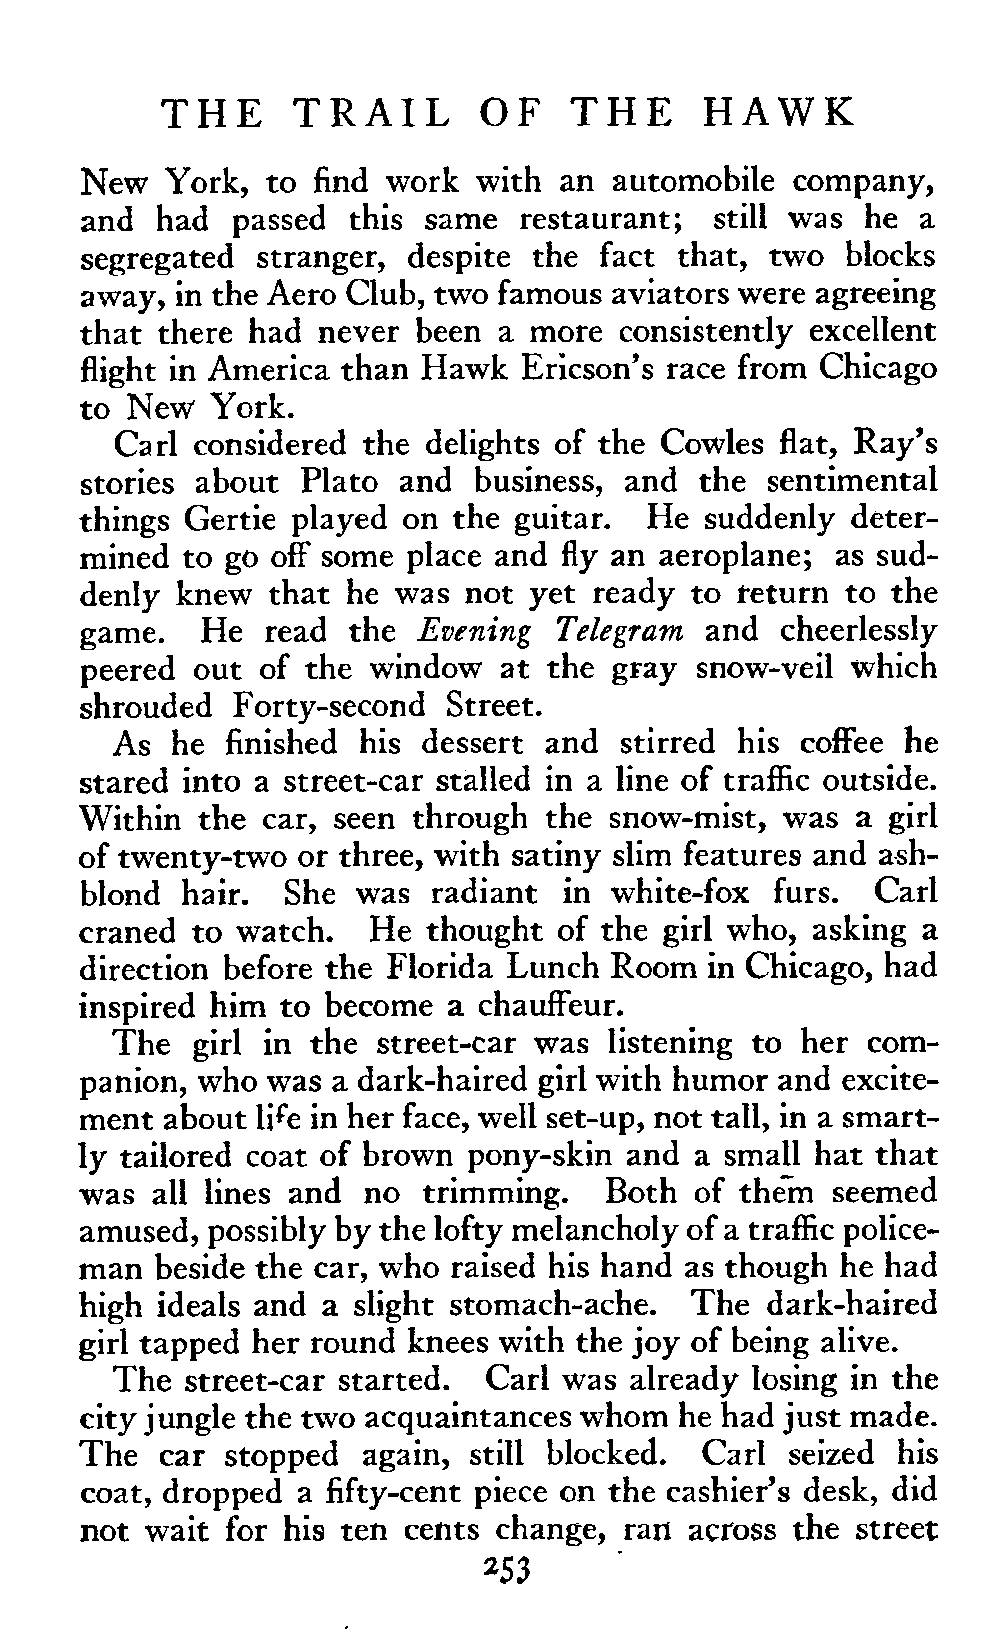 THE TRAIL OF THE HAWK
New York, to find work with an automobile company,
and had passed this same restaurant; still was he a
segregated stranger, despite the fact that, two blocks
away, in the Aero Club, two famous aviators were agreeing
that there had never been a more consistently excellent
flight in America than Hawk Ericson's race from Chicago
to New York.
Carl considered the delights of the Cowles flat, Ray's
stories about Plato and business, and the sentimental
things Gertie played on the guitar. He suddenly deter-
mined to go off some place and fly an aeroplane; as sud-
denly knew that he was not yet ready to return to the
game. He read the Evening Telegram and cheerlessly
peered out of the window at the gray snow-veil which
shrouded Forty-second Street.
As he finished his dessert and stirred his coffee he
stared into a street-car stalled in a line of traffic outside.
Within the car, seen through the snow-mist, was a girl
of twenty-two or three, with satiny slim features and ash-
blond hair. She was radiant in white-fox furs. Carl
craned to watch. He thought of the girl who, asking a
direction before the Florida Lunch Room in Chicago, had
inspired him to become a chauffeur.
The girl in the street-car was listening to her com-
panion, who was a dark-haired girl with humor and excite-
ment about life in her face, well set-up, not tall, in a smart-
ly tailored coat of brown pony-skin and a small hat that
was all lines and no trimming. Both of them seemed
amused, possibly by the lofty melancholy of a traffic police-
man beside the car, who raised his hand as though he had
high ideals and a slight stomach-ache. The dark-haired
girl tapped her round knees with the joy of being alive.
The street-car started. Carl was already losing in the
city jungle the two acquaintances whom he had just made.
The car stopped again, still blocked. Carl seized his
coat, dropped a fifty-cent piece on the cashier's desk, did
not wait for his ten cents change, ran across the street
253